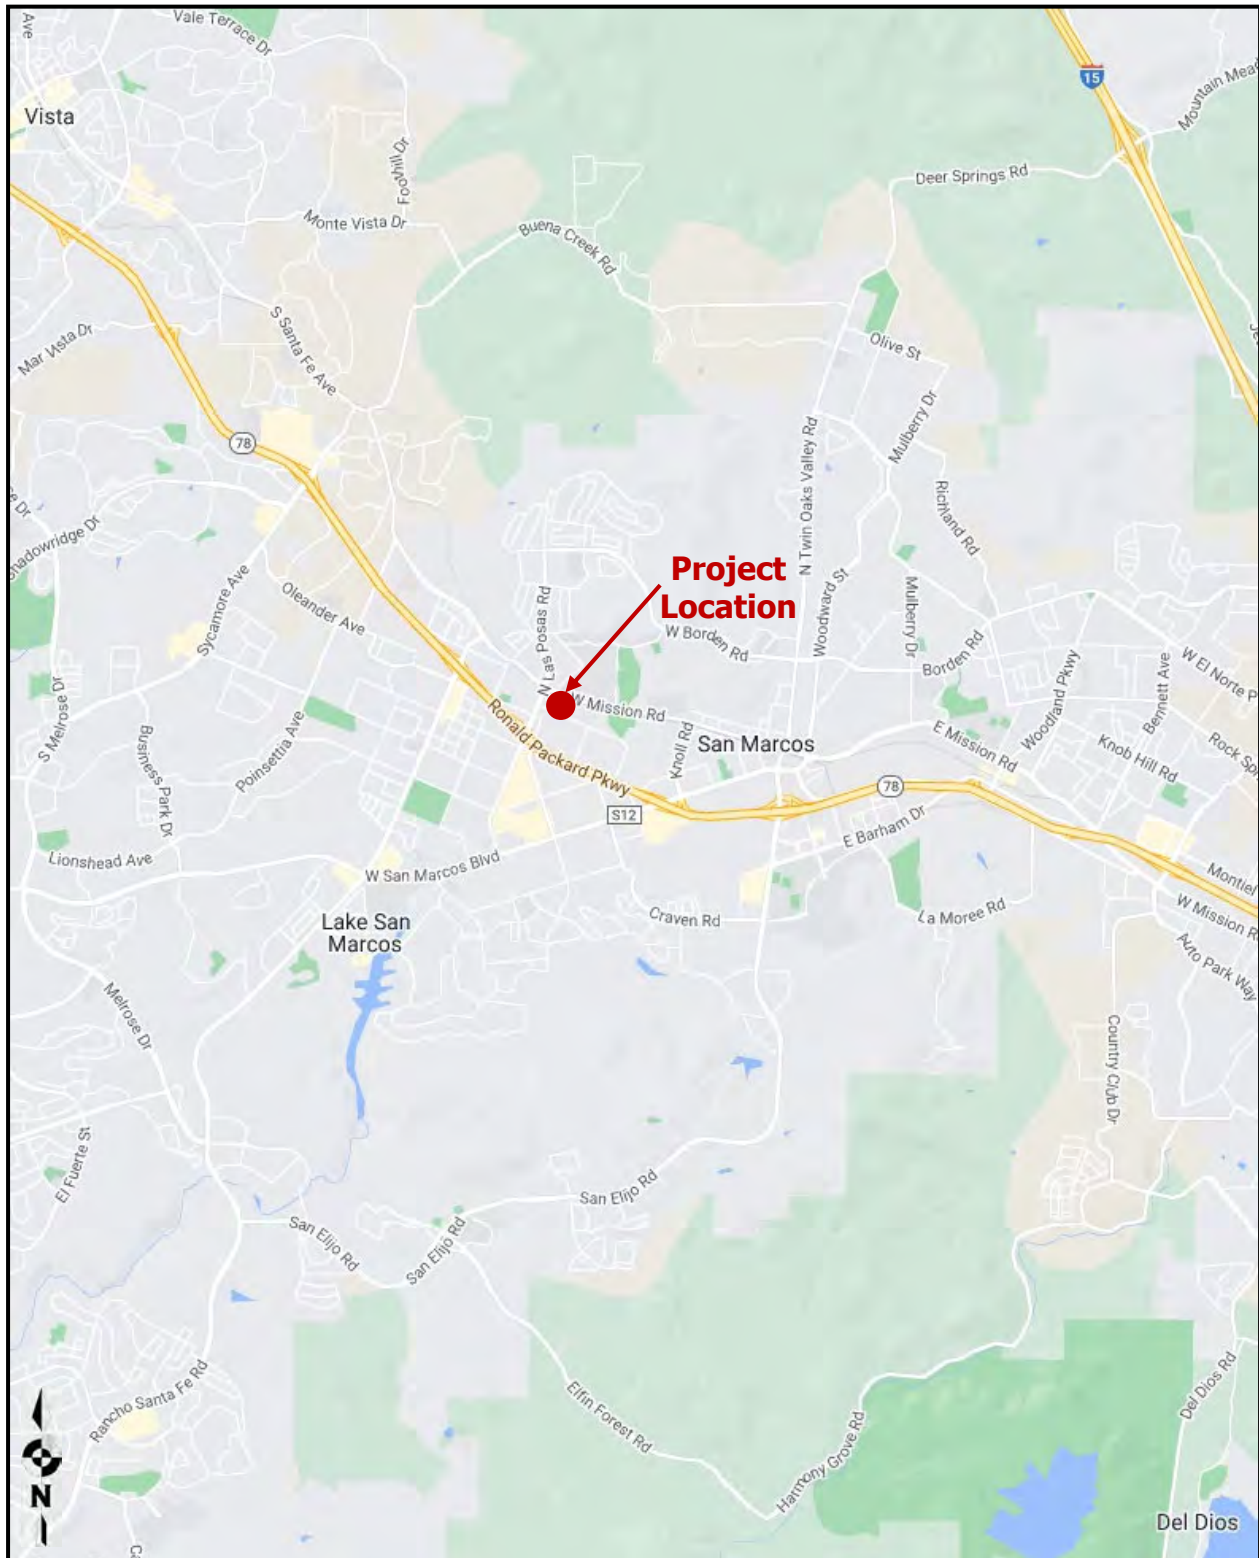 Ave
Vale Terrace Dr
15
Mountain Mead
Vista
Foothill Dr
Deer Springs Rd
Monte Vista Dr
Buena Creek Rd
S Santa Fe Ave
Mar Vista Dr
Olive St
Mulberry Dr
78
N Twin Oaks Valley Rd
Richland Rd
ce Dr
Shadowridge Dr
Project
Location
Sycamore Ave
Oleander Ave
N Las Posas Rd
W Borden Rd
Woodward St
Mulberry Dr
Borden Rd
W El Norte P
S Melrose Dr
Business Park Dr
Poinsettia Ave
W Mission Rd
Ronald Packard Pkwy
Knoll Rd
San Marcos
E Mission Rd
Woodland Pkwy
Bennett Ave
Knob Hill Rd
Rock Spri
78
S12
E Barham Dr
Lionshead Ave
W San Marcos Blvd
Montiel
Lake San
Marcos
Craven Rd
La Moree Rd
W Mission R
Auto Park Way
Melrose Dr
Country Club Dr
El Fuerte St
San Elijo Rd
San Elijo Rd
San Elijo Rd
Rancho Santa Fe Rd
Elfin Forest Rd
Harmony Grove Rd
Del Dios Rd
N
Del Dios